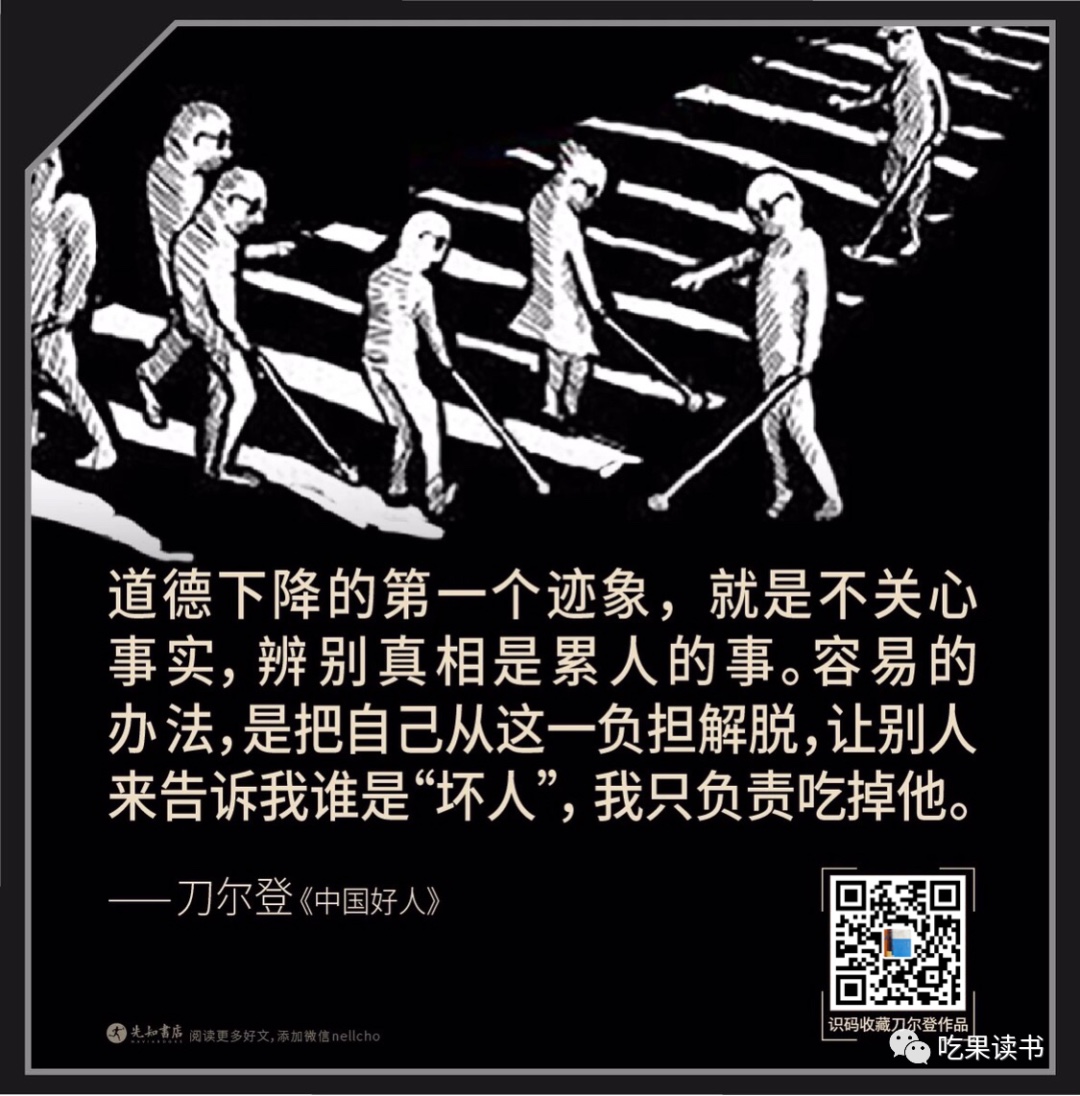 道德下降的第一个迹象，就是不关心
事实，辨别真相是累人的事。容易的
办法，是把自己从这一负担解脱，让别人
来告诉我谁是“坏人”，我只负责吃掉他。
——刀尔登《中国好人》
先知書店 阅读更多好文，添加微信nellcho
识码收藏刀尔登作品
吃果读书